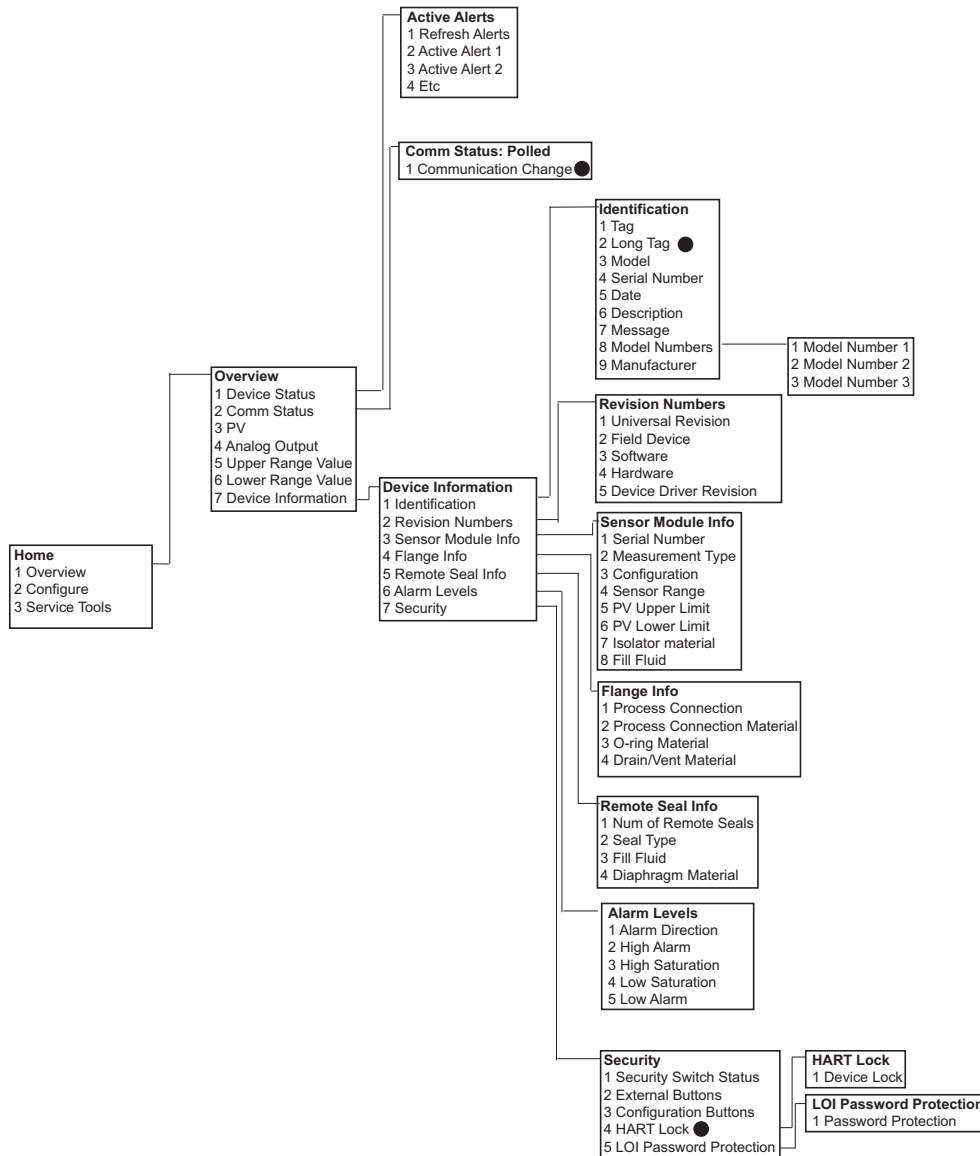 Active Alerts
1 Refresh Alerts
2 Active Alert 1
3 Active Alert 2
4 Etc
Comm Status: Polled
1 Communication Change
Identification
1 Tag
2 Long Tag
3 Model
4 Serial Number
5 Date
6 Description
7 Message
8 Model Numbers
9 Manufacturer
1 Model Number 1
2 Model Number 2
3 Model Number 3
Overview
1 Device Status
2 Comm Status
3 PV
4 Analog Output
5 Upper Range Value
6 Lower Range Value
7 Device Information
Revision Numbers
1 Universal Revision
2 Field Device
3 Software
4 Hardware
5 Device Driver Revision
Device Information
1 Identification
2 Revision Numbers
3 Sensor Module Info
4 Flange Info
5 Remote Seal Info
6 Alarm Levels
7 Security
Home
1 Overview
2 Configure
3 Service Tools
Sensor Module Info
1 Serial Number
2 Measurement Type
3 Configuration
4 Sensor Range
5 PV Upper Limit
6 PV Lower Limit
7 Isolator material
8 Fill Fluid
Flange Info
1 Process Connection
2 Process Connection Material
3 O-ring Material
4 Drain/Vent Material
Remote Seal Info
1 Num of Remote Seals
2 Seal Type
3 Fill Fluid
4 Diaphragm Material
Alarm Levels
1 Alarm Direction
2 High Alarm
3 High Saturation
4 Low Saturation
5 Low Alarm
Security
1 Security Switch Status
2 External Buttons
3 Configuration Buttons
4 HART Lock
5 LOI Password Protection
HART Lock
1 Device Lock
LOI Password Protection
1 Password Protection